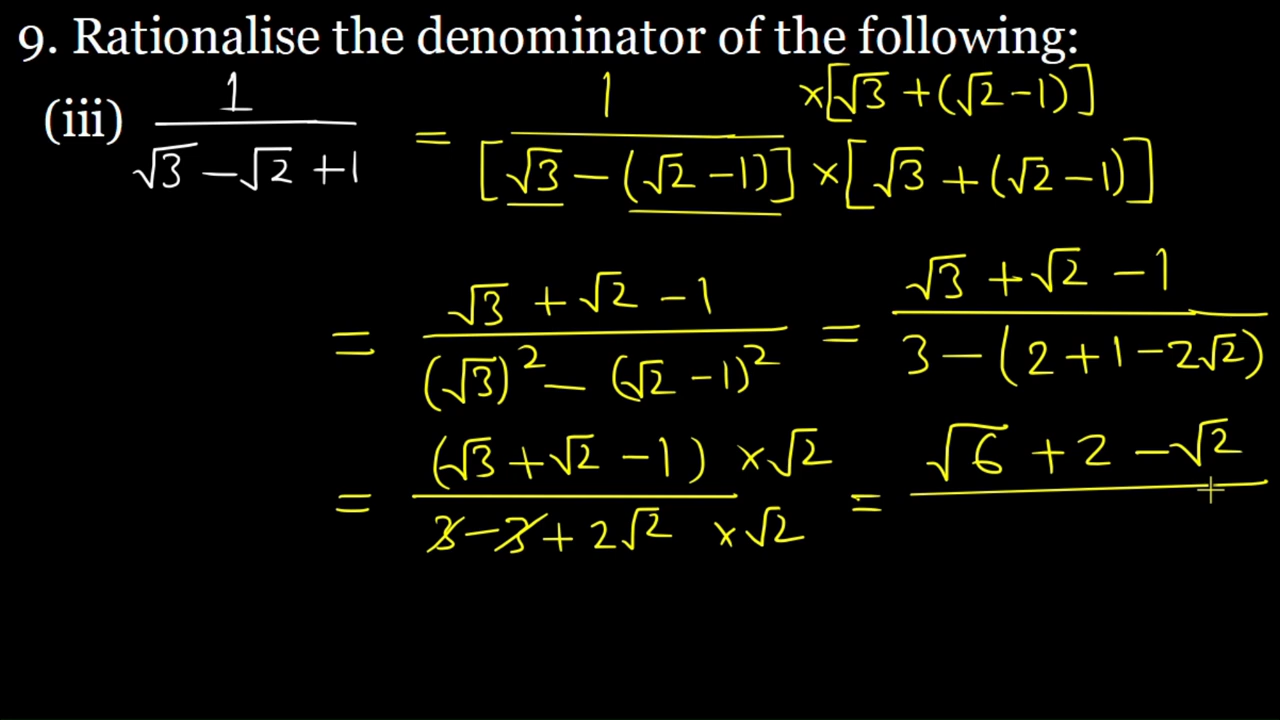 9. Rationalise the denominator of the following:
(iii) 1 / (√3 − √2 + 1) = 1 × [√3 + (√2 − 1)] / [√3 − (√2 − 1)] × [√3 + (√2 − 1)]
= (√3 + √2 − 1) / ((√3)² − (√2 − 1)²) = (√3 + √2 − 1) / (3 − (2 + 1 − 2√2))
= (√3 + √2 − 1) × √2 / (3 − 3 + 2√2 × √2) = √6 + 2 − √2